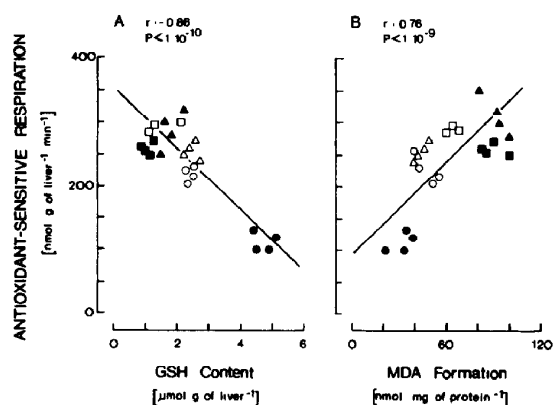 A
r = -0.86
P < 1 10-10
B
r = 0.76
P < 1 10-9
ANTIOXIDANT-SENSITIVE RESPIRATION
[nmol g of liver-1 min-1]
400
200
0
0 2 4 6
GSH Content
[µmol g of liver-1]
0 60 120
MDA Formation
[nmol mg of protein-1]